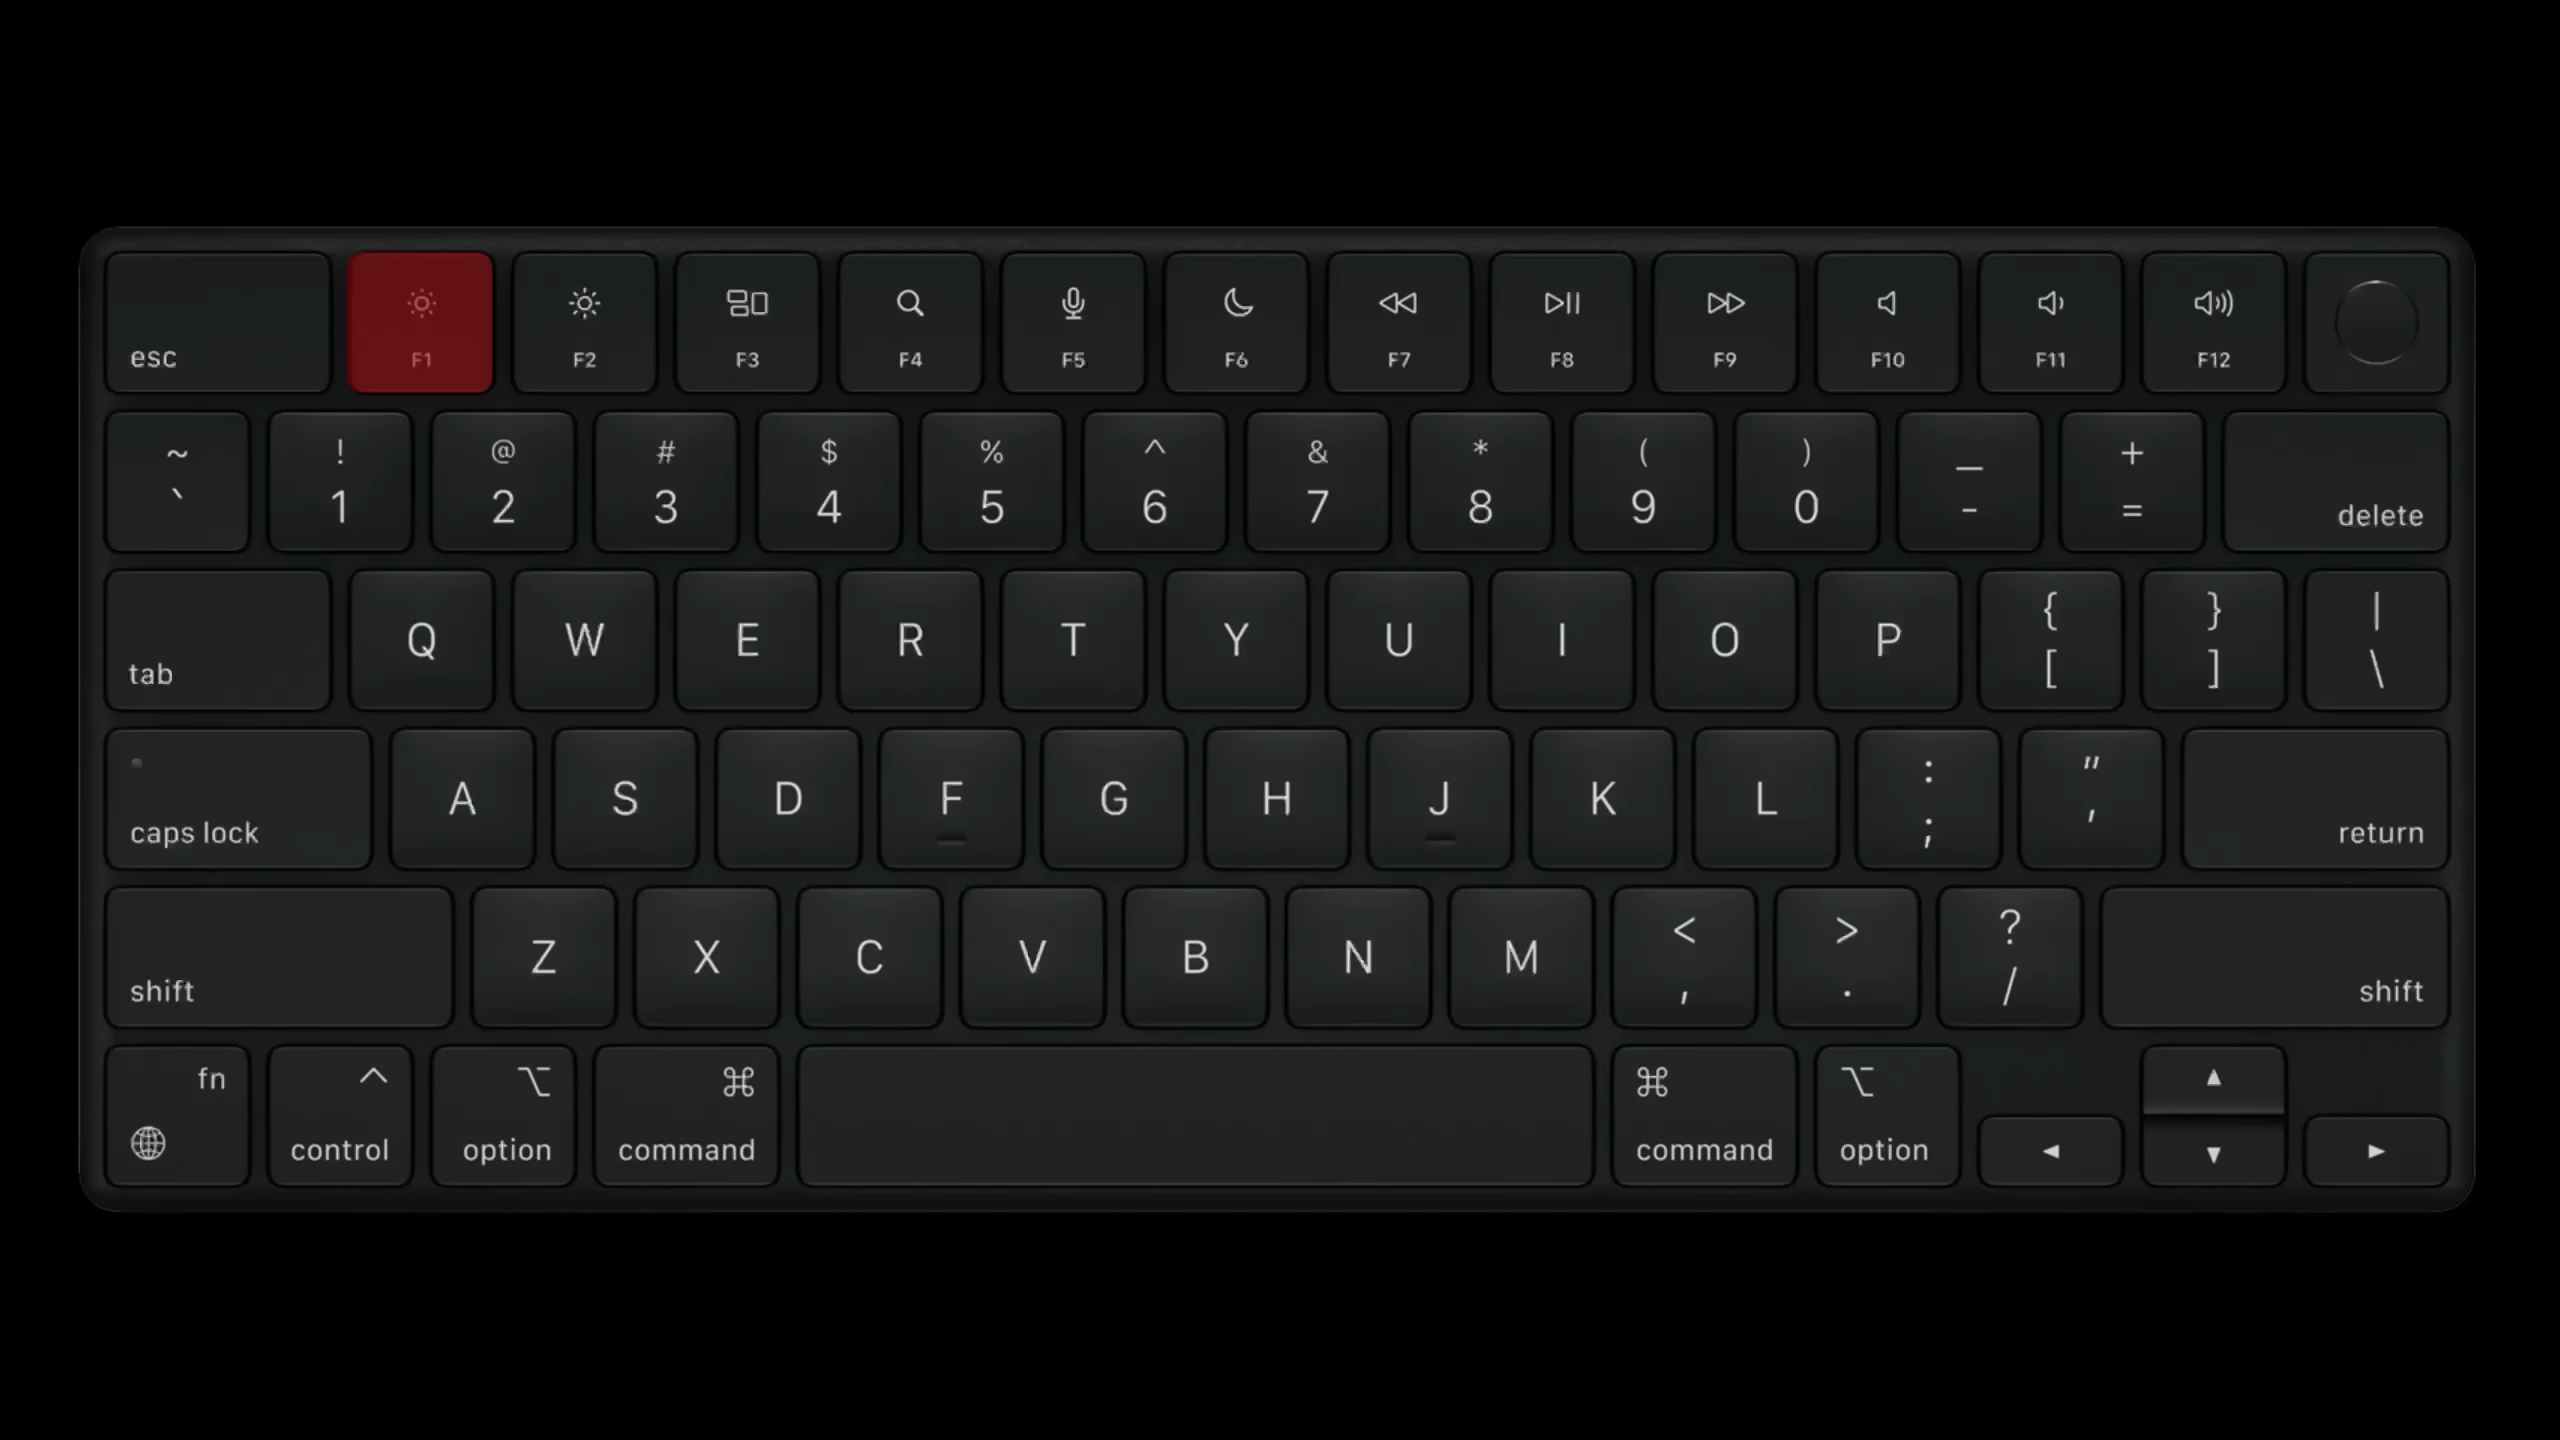 esc F1 F2 F3 F4 F5 F6 F7 F8 F9 F10 F11 F12
~ ! @ # $ % ^ & * ( ) _ +
` 1 2 3 4 5 6 7 8 9 0 - = delete
tab Q W E R T Y U I O P { [ } ] | \
caps lock A S D F G H J K L : ; " ' return
shift Z X C V B N M < , > . ? / shift
fn ^ ⌥ ⌘ ⌘ ⌥ ▲
control option command command option ◀ ▼ ▶